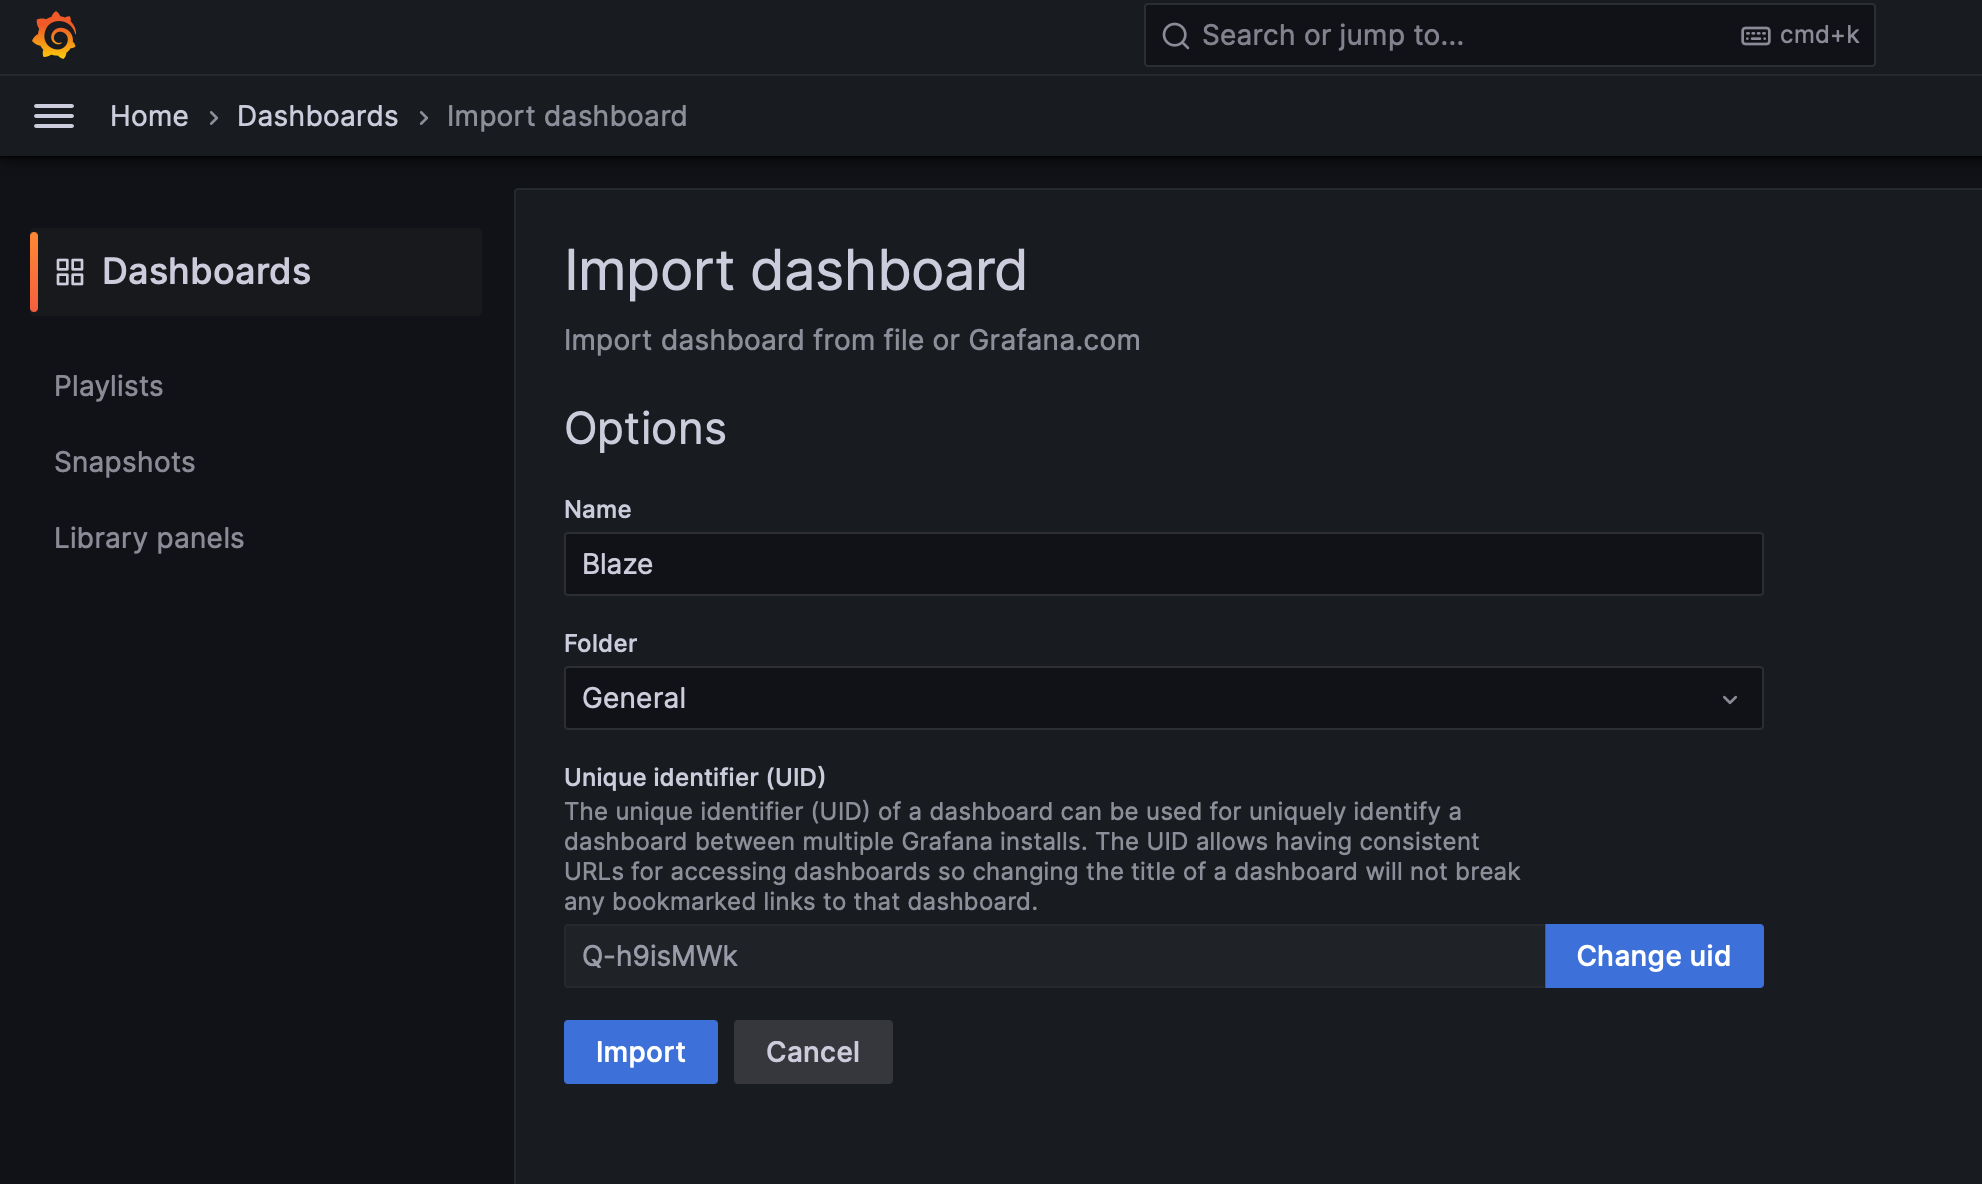 Search or jump to...
cmd+k
Home › Dashboards › Import dashboard
Dashboards
Playlists
Snapshots
Library panels
Import dashboard
Import dashboard from file or Grafana.com
Options
Name
Blaze
Folder
General
Unique identifier (UID)
The unique identifier (UID) of a dashboard can be used for uniquely identify a
dashboard between multiple Grafana installs. The UID allows having consistent
URLs for accessing dashboards so changing the title of a dashboard will not break
any bookmarked links to that dashboard.
Q-h9isMWk
Change uid
Import
Cancel